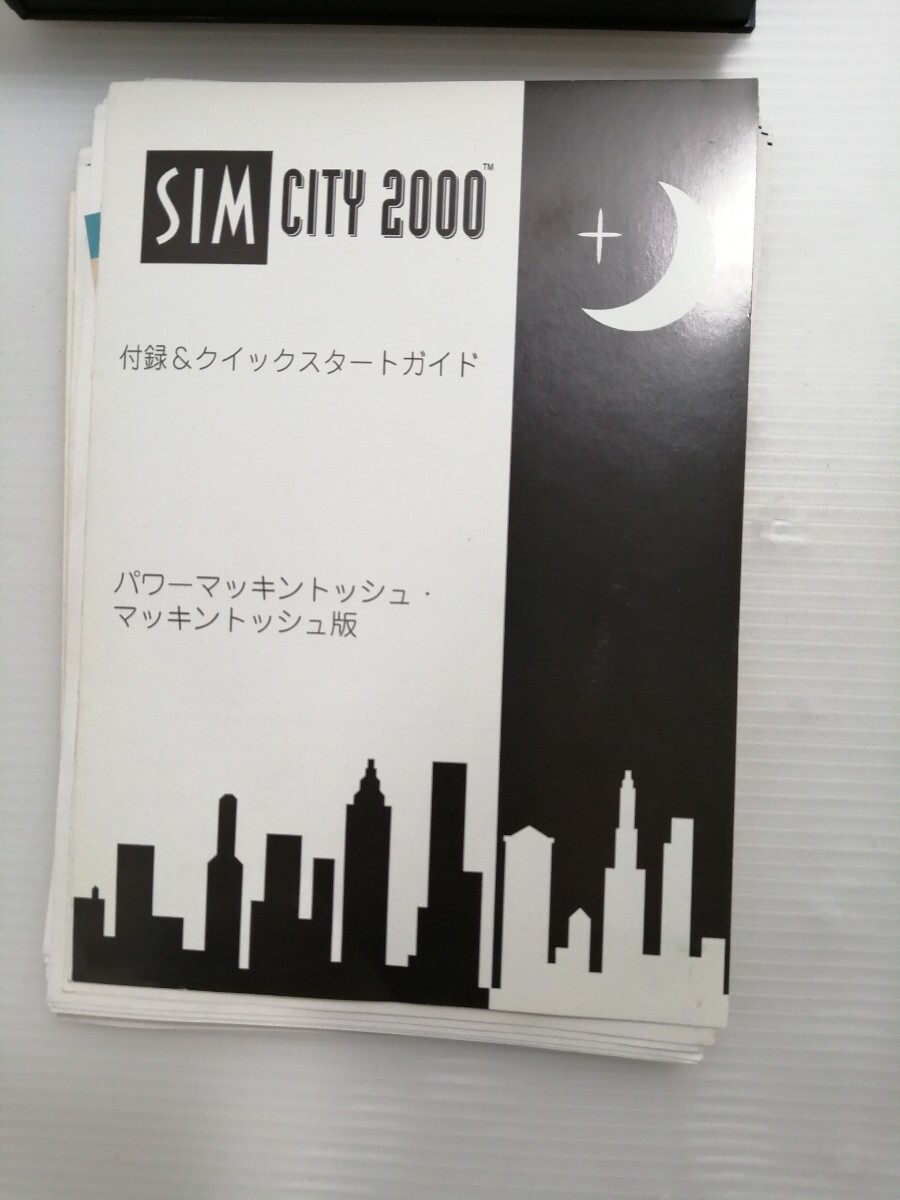 SIM CITY 2000™
付録&クイックスタートガイド
パワーマッキントッシュ・
マッキントッシュ版